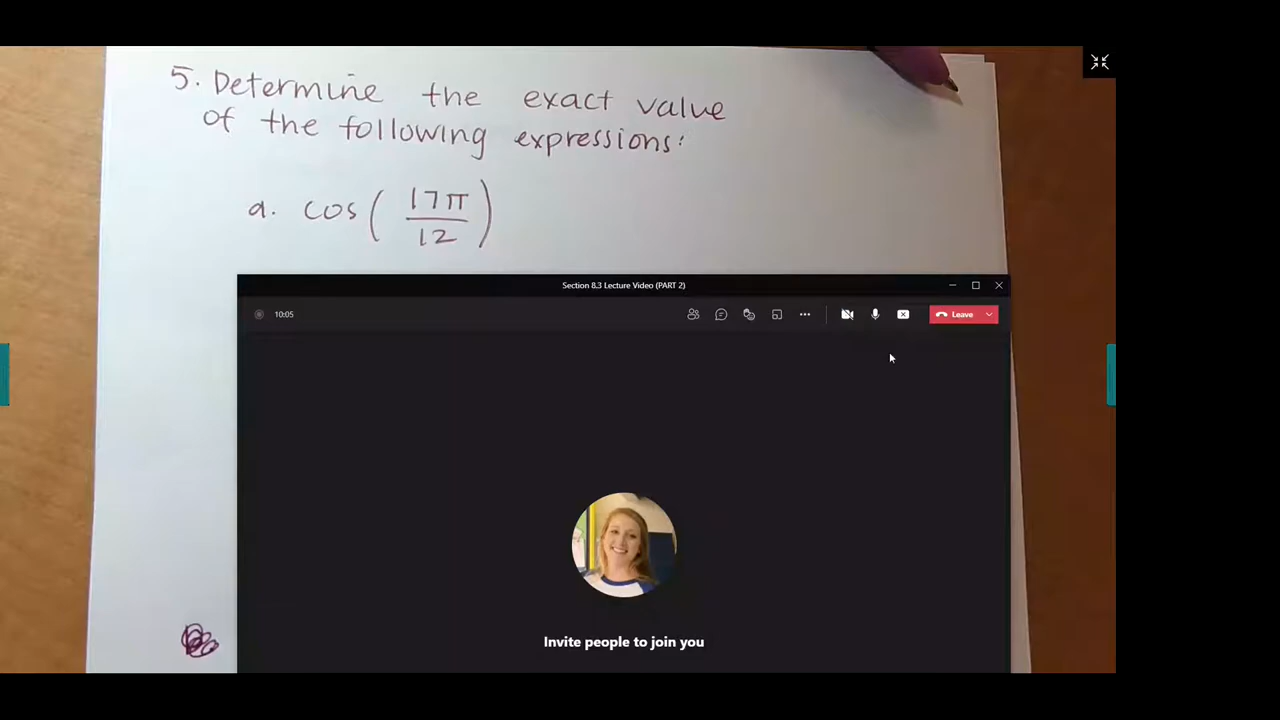 5. Determine the exact value
of the following expressions:
a. cos(17π/12)
Section 8.3 Lecture Video (PART 2)
10:05
Leave
Invite people to join you